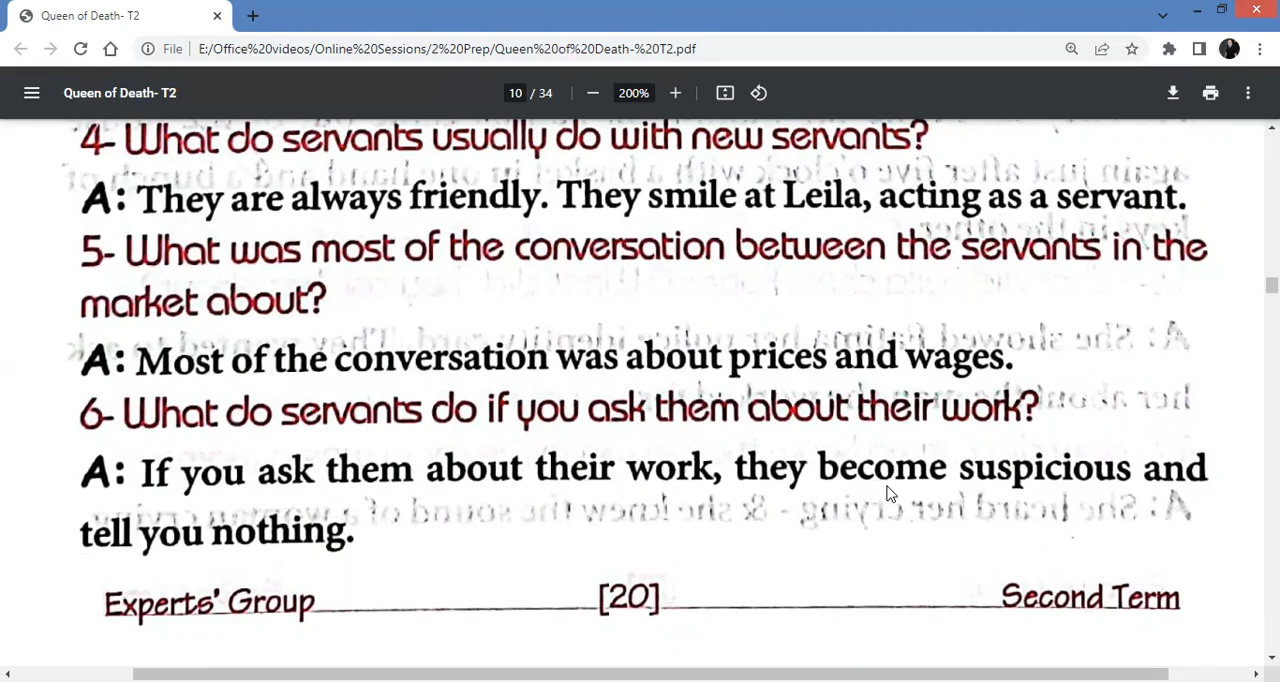 Queen of Death- T2
File
E:/Office%20videos/Online%20Sessions/2%20Prep/Queen%20of%20Death-%20T2.pdf
Queen of Death- T2
10 / 34
200%
4- What do servants usually do with new servants?
A: They are always friendly. They smile at Leila, acting as a servant.
5- What was most of the conversation between the servants in the
market about?
A: Most of the conversation was about prices and wages.
6- What do servants do if you ask them about their work?
A: If you ask them about their work, they become suspicious and
tell you nothing.
Experts' Group [20] Second Term